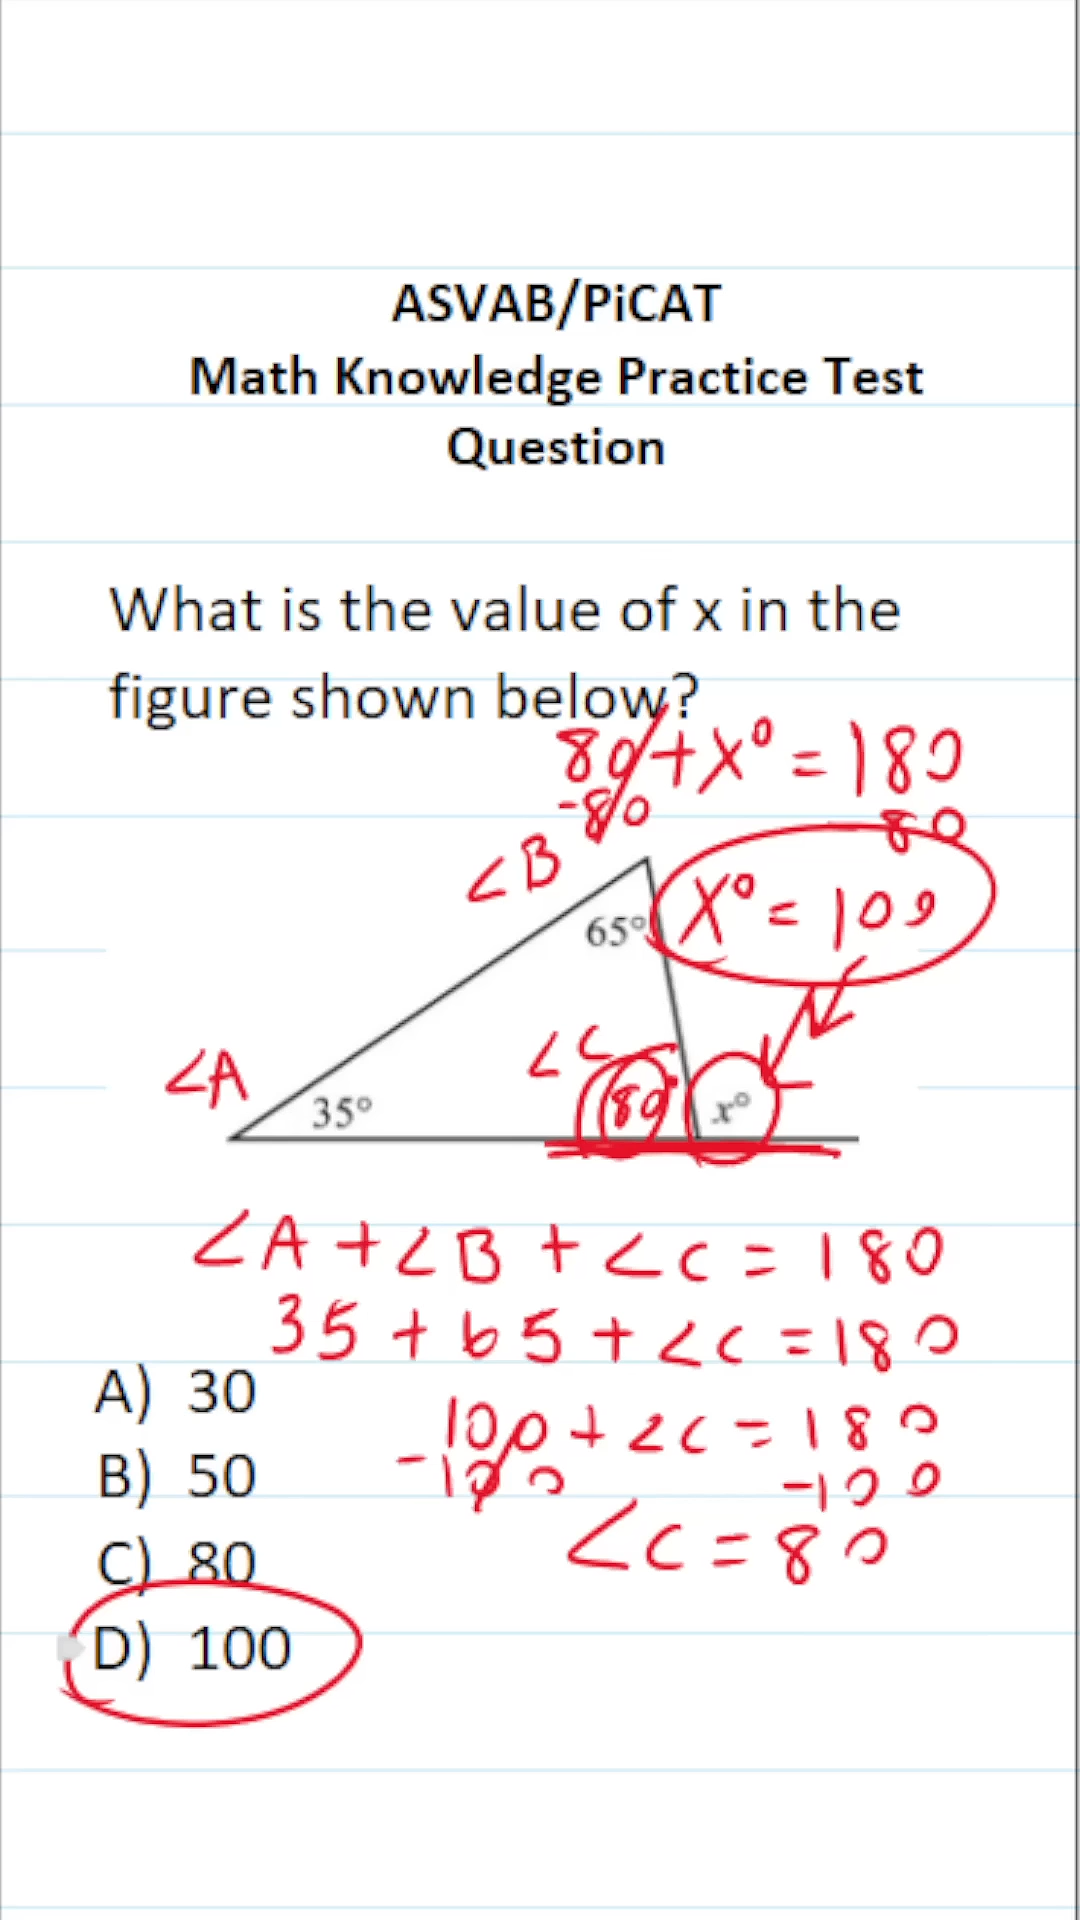 ASVAB/PiCAT
Math Knowledge Practice Test
Question
What is the value of x in the
figure shown below?
80+X°=180
-80 80
∠B
65°
X°=100
∠C
∠A
35°
80°
x°
∠A+∠B+∠C=180
35+65+∠C=180
A) 30
100+∠C=180
B) 50
-100 -100
∠C=80
C) 80
D) 100